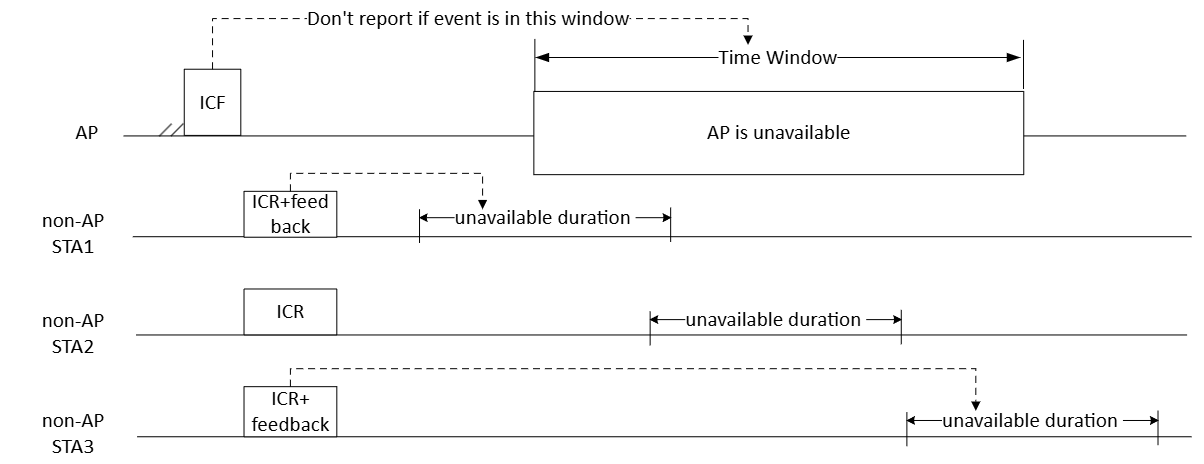 Don't report if event is in this window
Time Window
ICF
AP
AP is unavailable
ICR+feed
back
unavailable duration
non-AP
STA1
ICR
unavailable duration
non-AP
STA2
ICR+
feedback
unavailable duration
non-AP
STA3